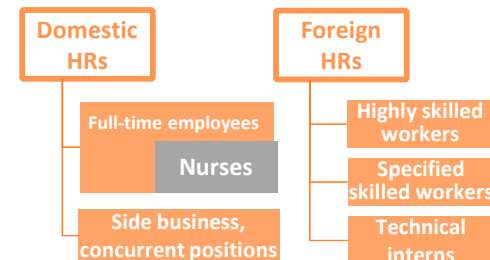 Domestic
HRs
Full-time employees
Nurses
Side business,
concurrent positions
Foreign
HRs
Highly skilled
workers
Specified
skilled workers
Technical
interns